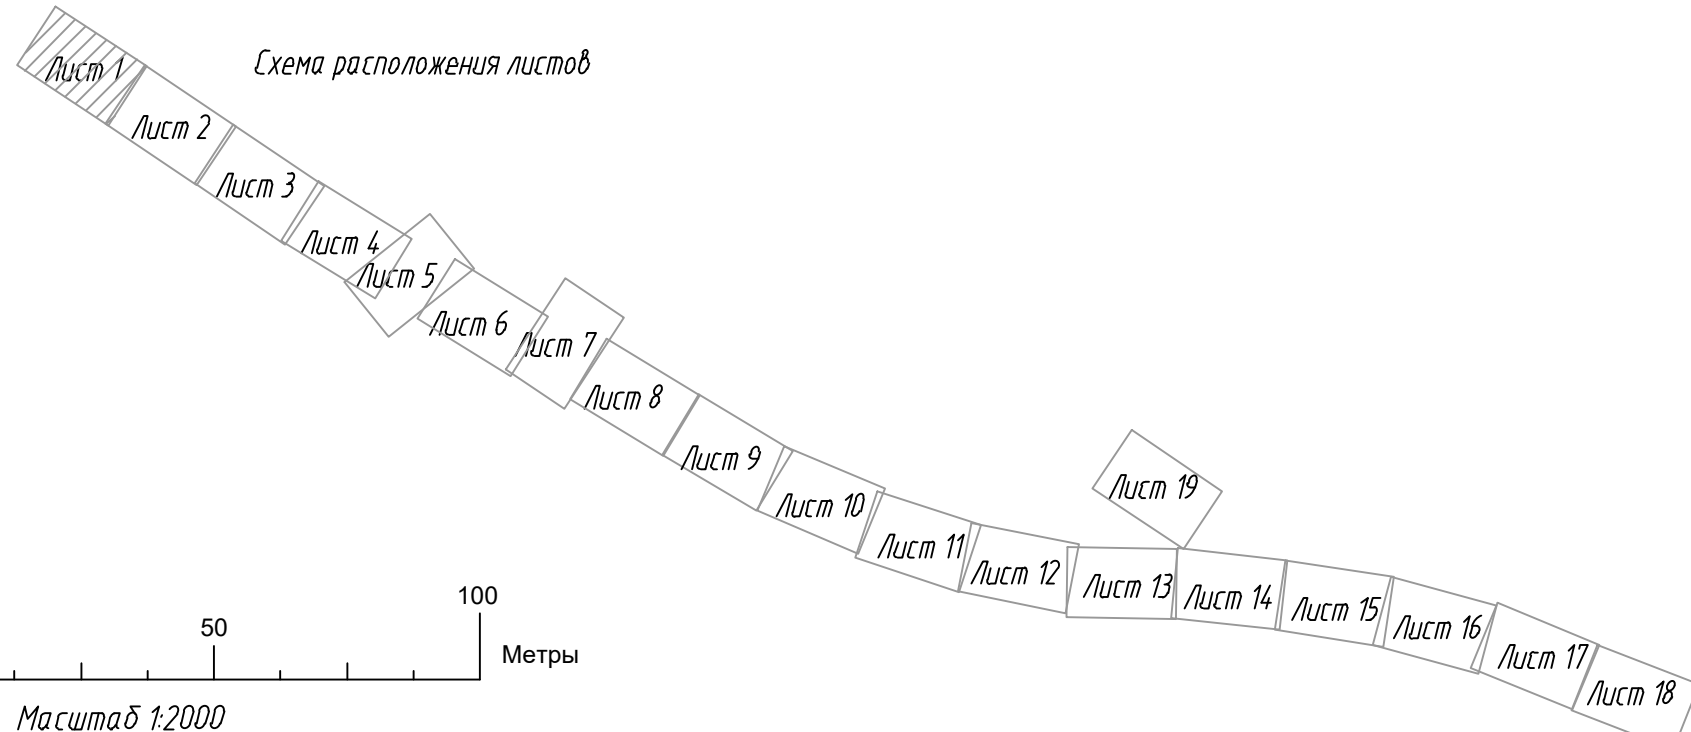 Схема расположения листов
Лист 1
Лист 2
Лист 3
Лист 4
Лист 5
Лист 6
Лист 7
Лист 8
Лист 9
Лист 10
Лист 11
Лист 12
Лист 13
Лист 14
Лист 15
Лист 16
Лист 17
Лист 18
Лист 19
50
100
Метры
Масштаб 1:2000